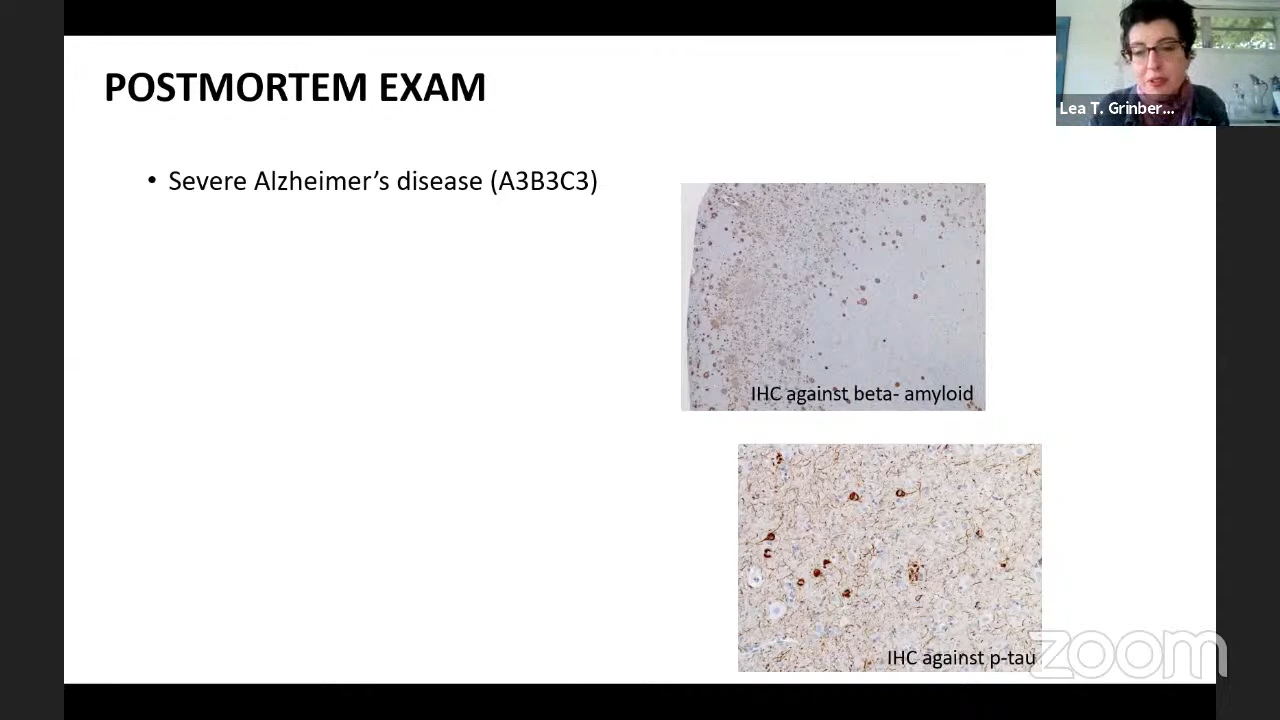 POSTMORTEM EXAM
Lea T. Grinber...
• Severe Alzheimer’s disease (A3B3C3)
IHC against beta- amyloid
IHC against p-tau
zoom